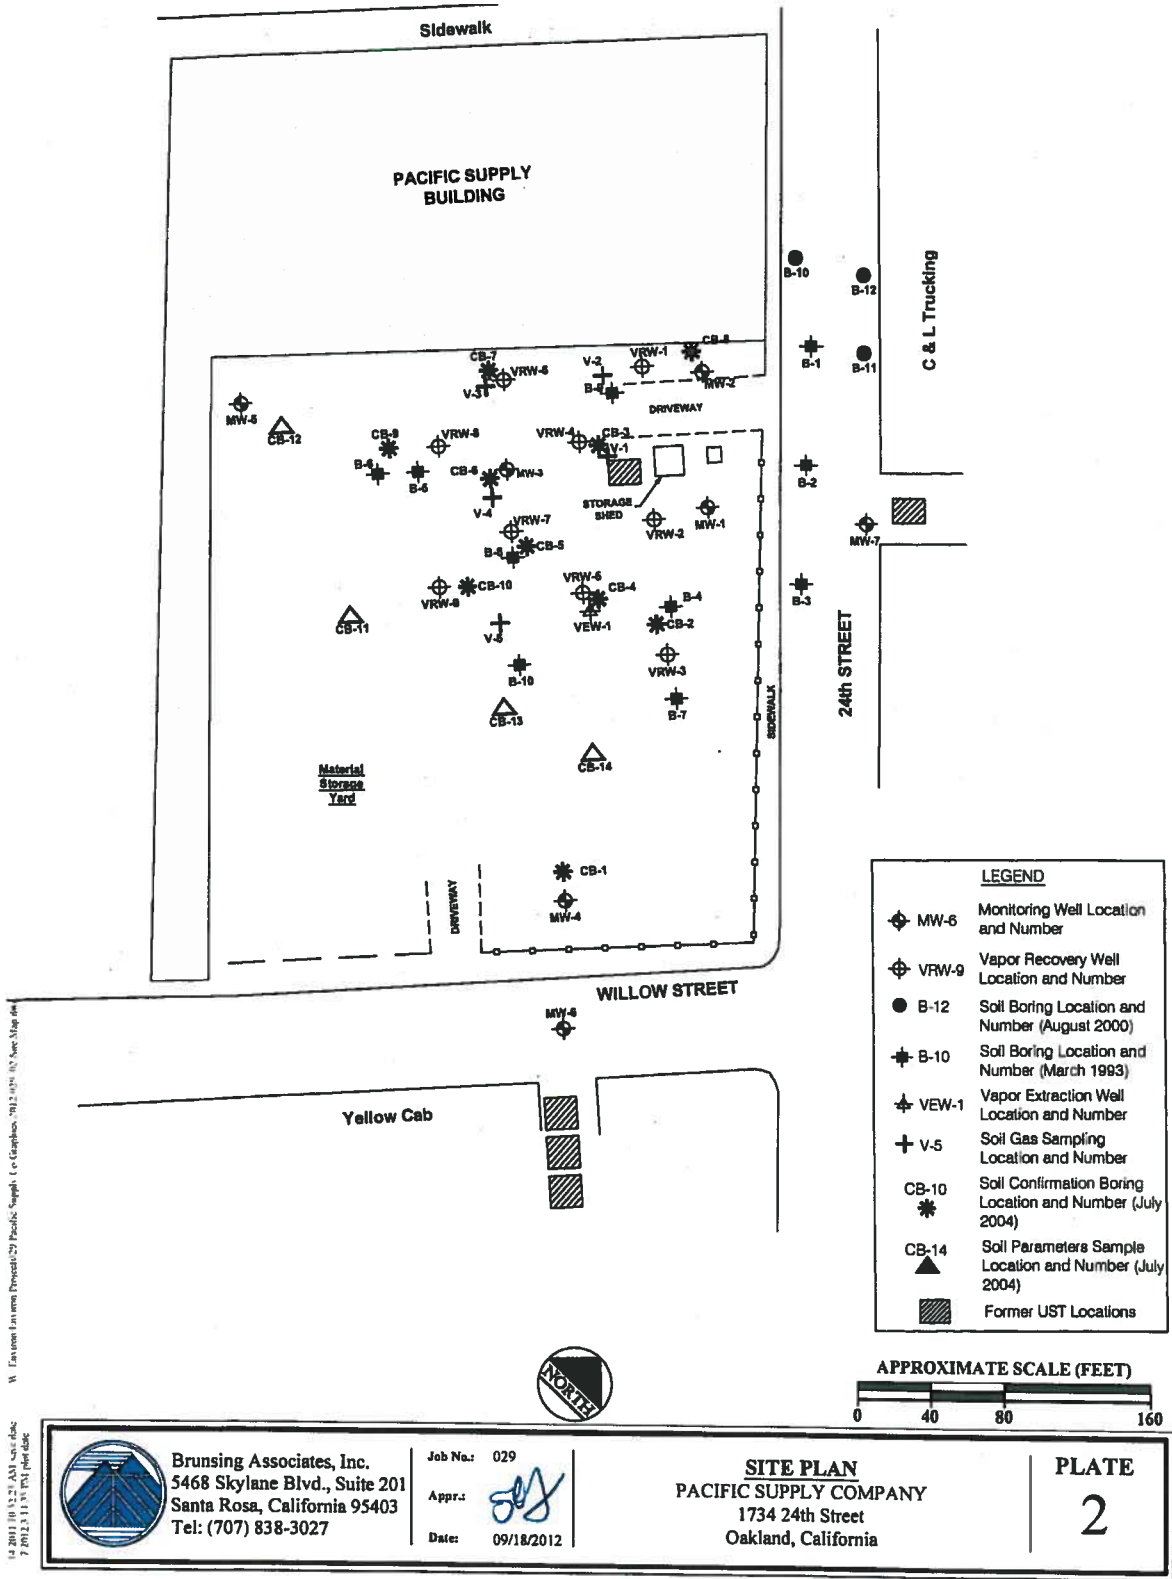 Sidewalk
PACIFIC SUPPLY
BUILDING
C & L Trucking
B-10
B-12
B-1
B-11
CB-7
VRW-6
V-3
V-2
VRW-1
CB-8
MW-2
B-9
DRIVEWAY
MW-5
CB-12
CB-9
VRW-8
VRW-4
CB-3
V-1
B-6
B-5
CB-6
MW-3
V-4
STORAGE
SHED
VRW-2
MW-1
B-2
MW-7
VRW-7
CB-5
B-8
VRW-9
CB-10
VRW-5
CB-4
VEW-1
B-4
CB-2
B-3
CB-11
V-5
VRW-3
B-10
B-7
CB-13
CB-14
SIDEWALK
24th STREET
Material
Storage
Yard
CB-1
MW-4
DRIVEWAY
WILLOW STREET
MW-6
Yellow Cab
LEGEND
MW-6 Monitoring Well Location
and Number
VRW-9 Vapor Recovery Well
Location and Number
B-12 Soil Boring Location and
Number (August 2000)
B-10 Soil Boring Location and
Number (March 1993)
VEW-1 Vapor Extraction Well
Location and Number
V-5 Soil Gas Sampling
Location and Number
CB-10 Soil Confirmation Boring
Location and Number (July
2004)
CB-14 Soil Parameters Sample
Location and Number (July
2004)
Former UST Locations
NORTH
APPROXIMATE SCALE (FEET)
0 40 80 160
Brunsing Associates, Inc.
5468 Skylane Blvd., Suite 201
Santa Rosa, California 95403
Tel: (707) 838-3027
Job No.: 029
Appr.:
Date: 09/18/2012
SITE PLAN
PACIFIC SUPPLY COMPANY
1734 24th Street
Oakland, California
PLATE
2